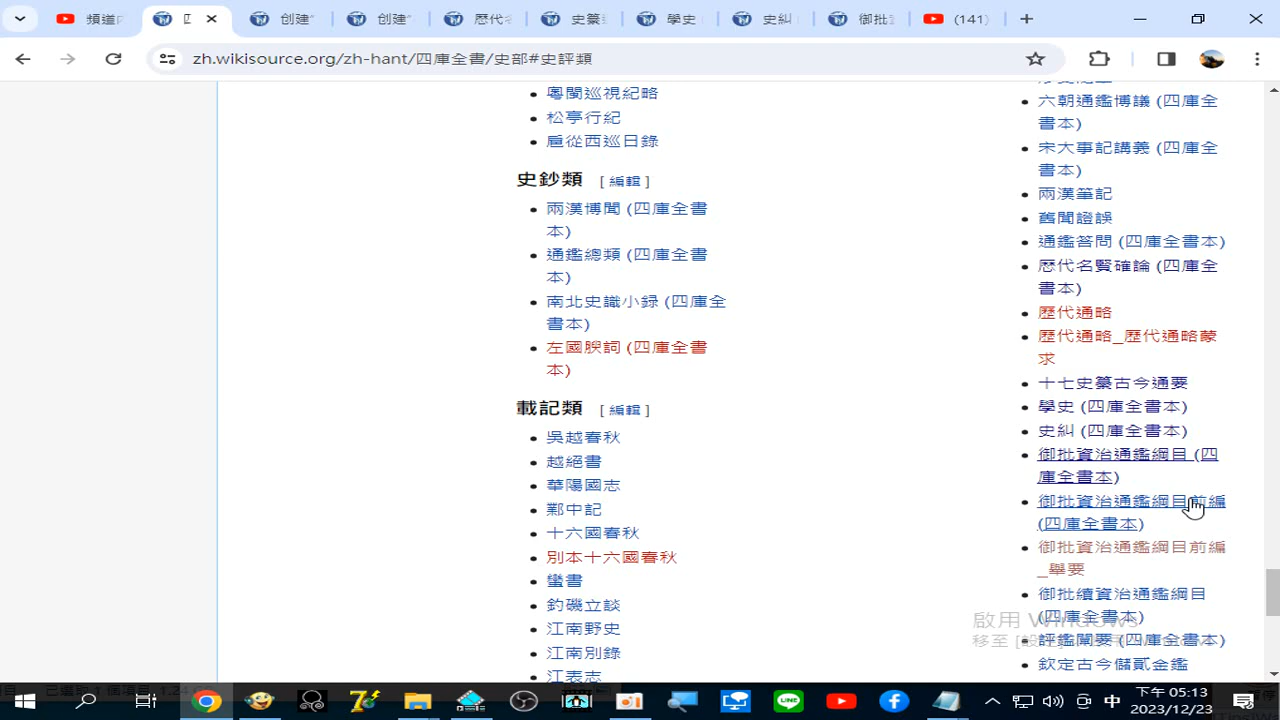 頻道
创建"
创建"
歷代名
史纂
學史
史糾
御批
(141)
zh.wikisource.org/zh-hant/四庫全書/史部#史評類
粵閩巡視紀略
松亭行紀
扈從西巡日錄
史鈔類 [編輯]
兩漢博聞 (四庫全書
本)
通鑑總類 (四庫全書
本)
南北史識小録 (四庫全
書本)
左國腴詞 (四庫全書
本)
載記類 [編輯]
吳越春秋
越絕書
華陽國志
鄴中記
十六國春秋
別本十六國春秋
蠻書
釣磯立談
江南野史
江南別錄
江表志
六朝通鑑博議 (四庫全
書本)
宋大事記講義 (四庫全
書本)
兩漢筆記
舊聞證誤
通鑑答問 (四庫全書本)
歴代名賢確論 (四庫全
書本)
歷代通略
歷代通略_歷代通略蒙
求
十七史纂古今通要
學史 (四庫全書本)
史糾 (四庫全書本)
御批資治通鑑綱目 (四
庫全書本)
御批資治通鑑綱目前編
(四庫全書本)
御批資治通鑑綱目前編
_舉要
御批續資治通鑑綱目
(四庫全書本)
評鑑闡要 (四庫全書本)
欽定古今儲貳金鑑
啟用 Windows
移至 [設定]
中
下午 05:13
2023/12/23